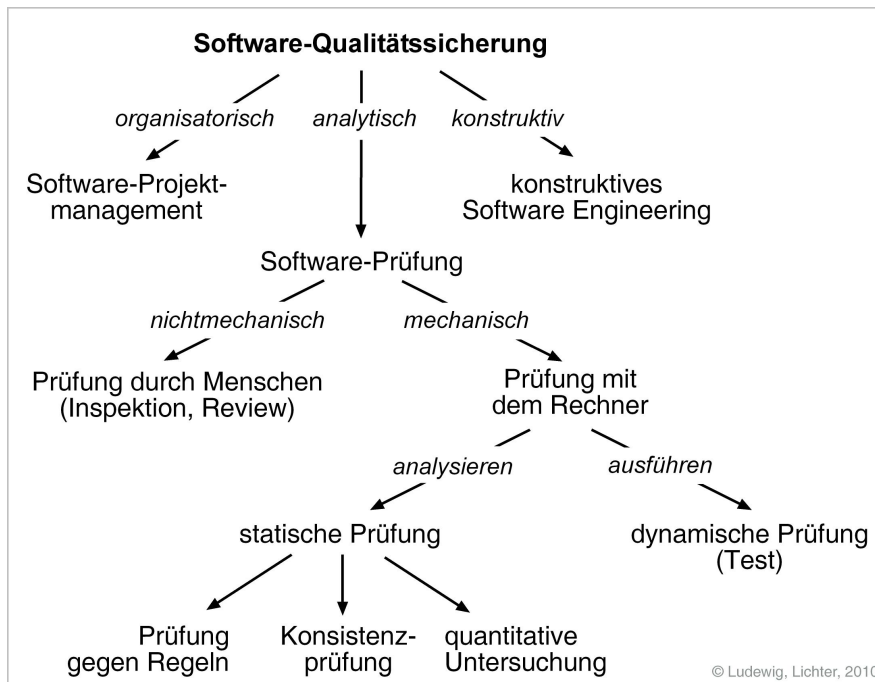 Software-Qualitätssicherung
organisatorisch
analytisch
konstruktiv
Software-Projekt-
management
konstruktives
Software Engineering
Software-Prüfung
nichtmechanisch
mechanisch
Prüfung durch Menschen
(Inspektion, Review)
Prüfung mit
dem Rechner
analysieren
ausführen
statische Prüfung
dynamische Prüfung
(Test)
Prüfung
gegen Regeln
Konsistenz-
prüfung
quantitative
Untersuchung
© Ludewig, Lichter, 2010